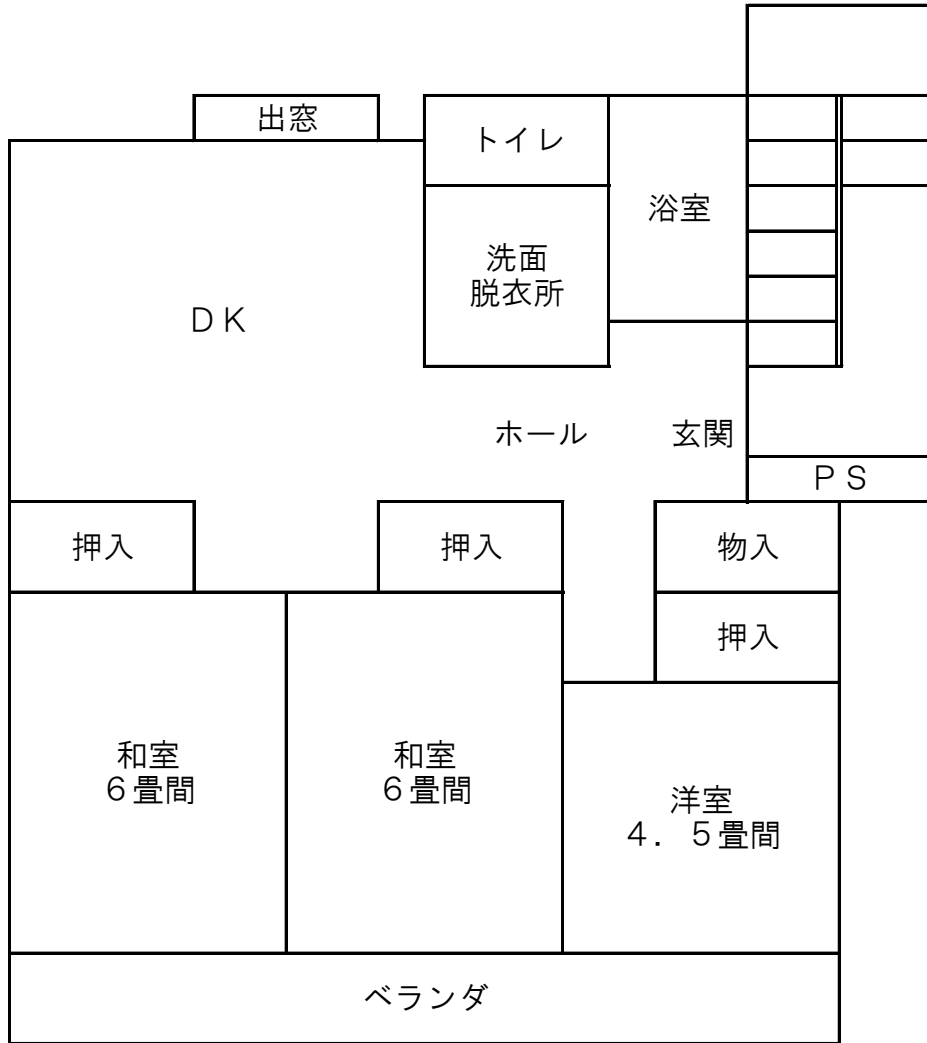 出窓
トイレ
浴室
洗面
脱衣所
ＤＫ
ホール
玄関
ＰＳ
押入
押入
物入
押入
和室
６畳間
和室
６畳間
洋室
４．５畳間
ベランダ